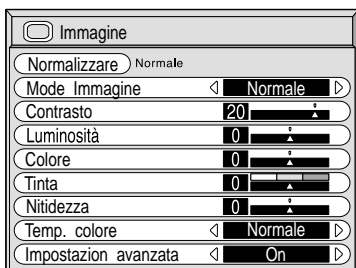 Immagine
Normalizzare Normale
Mode Immagine Normale
Contrasto 20
Luminosità 0
Colore 0
Tinta 0
Nitidezza 0
Temp. colore Normale
Impostazion avanzata On